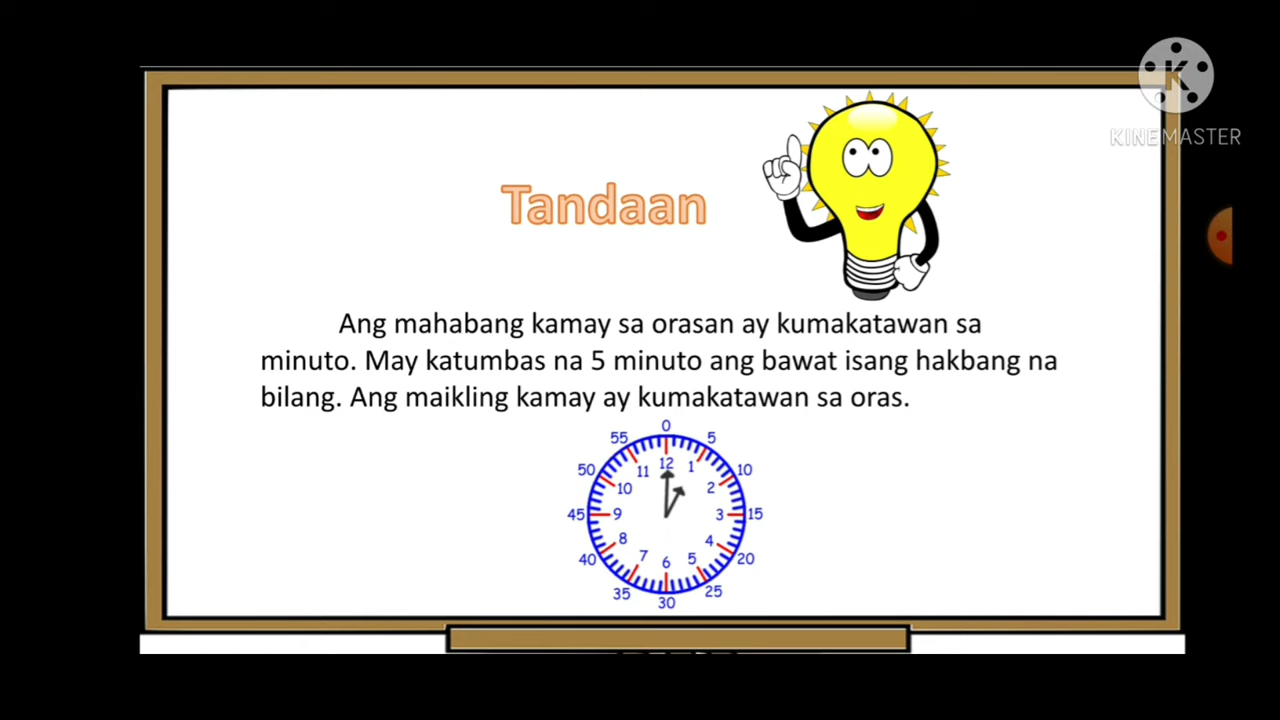 KINEMASTER
Tandaan
Ang mahabang kamay sa orasan ay kumakatawan sa
minuto. May katumbas na 5 minuto ang bawat isang hakbang na
bilang. Ang maikling kamay ay kumakatawan sa oras.
0
55 5
12
11 1
50 10
10 2
45 9 3 15
8 4
40 7 5 20
6
35 25
30